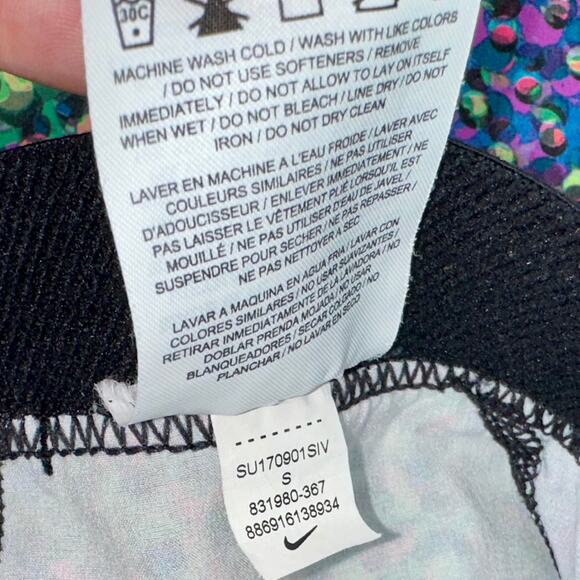 30C
MACHINE WASH COLD / WASH WITH LIKE COLORS
/ DO NOT USE SOFTENERS / REMOVE
IMMEDIATELY / DO NOT ALLOW TO LAY ON ITSELF
WHEN WET / DO NOT BLEACH / LINE DRY / DO NOT
IRON / DO NOT DRY CLEAN
LAVER EN MACHINE A L'EAU FROIDE / LAVER AVEC
COULEURS SIMILAIRES / NE PAS UTILISER
D'ADOUCISSEUR / ENLEVER IMMEDIATEMENT / NE
PAS LAISSER LE VÊTEMENT PLIÉ LORSQU'IL EST
MOUILLÉ / NE PAS UTILISER D'EAU DE JAVEL /
SUSPENDRE POUR SECHER / NE PAS REPASSER /
NE PAS NETTOYER A SEC
LAVAR A MAQUINA EN AGUA FRIA / LAVAR CON
COLORES SIMILARES / NO USAR SUAVIZANTES /
RETIRAR INMEDIATAMENTE DE LA LAVADORA / NO
DOBLAR PRENDA MOJADA / NO USAR
BLANQUEADORES / SECAR COLGADO / NO
PLANCHAR / NO LAVAR EN SECO
SU170901SIV
S
831980-367
886916138934